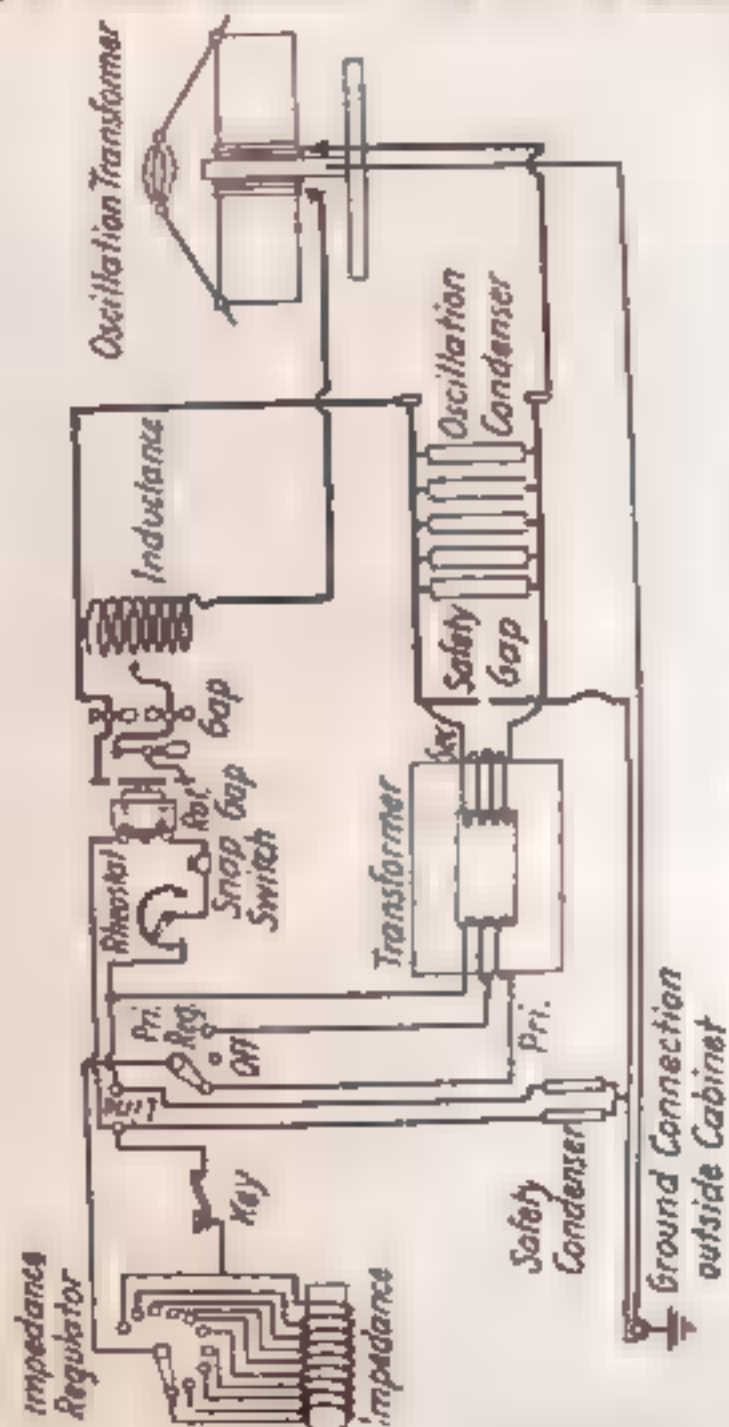 Oscillation Transformer
Inductance
Oscillation
Condenser
Safety
Gap
Gap
Rot. Gap
Snap
Switch
Rheostat
Sec.
Transformer
Pri.
Reg.
Off
Pri.
Key
Safety
Condenser
Impedance
Regulator
Impedance
Ground Connection
outside Cabinet